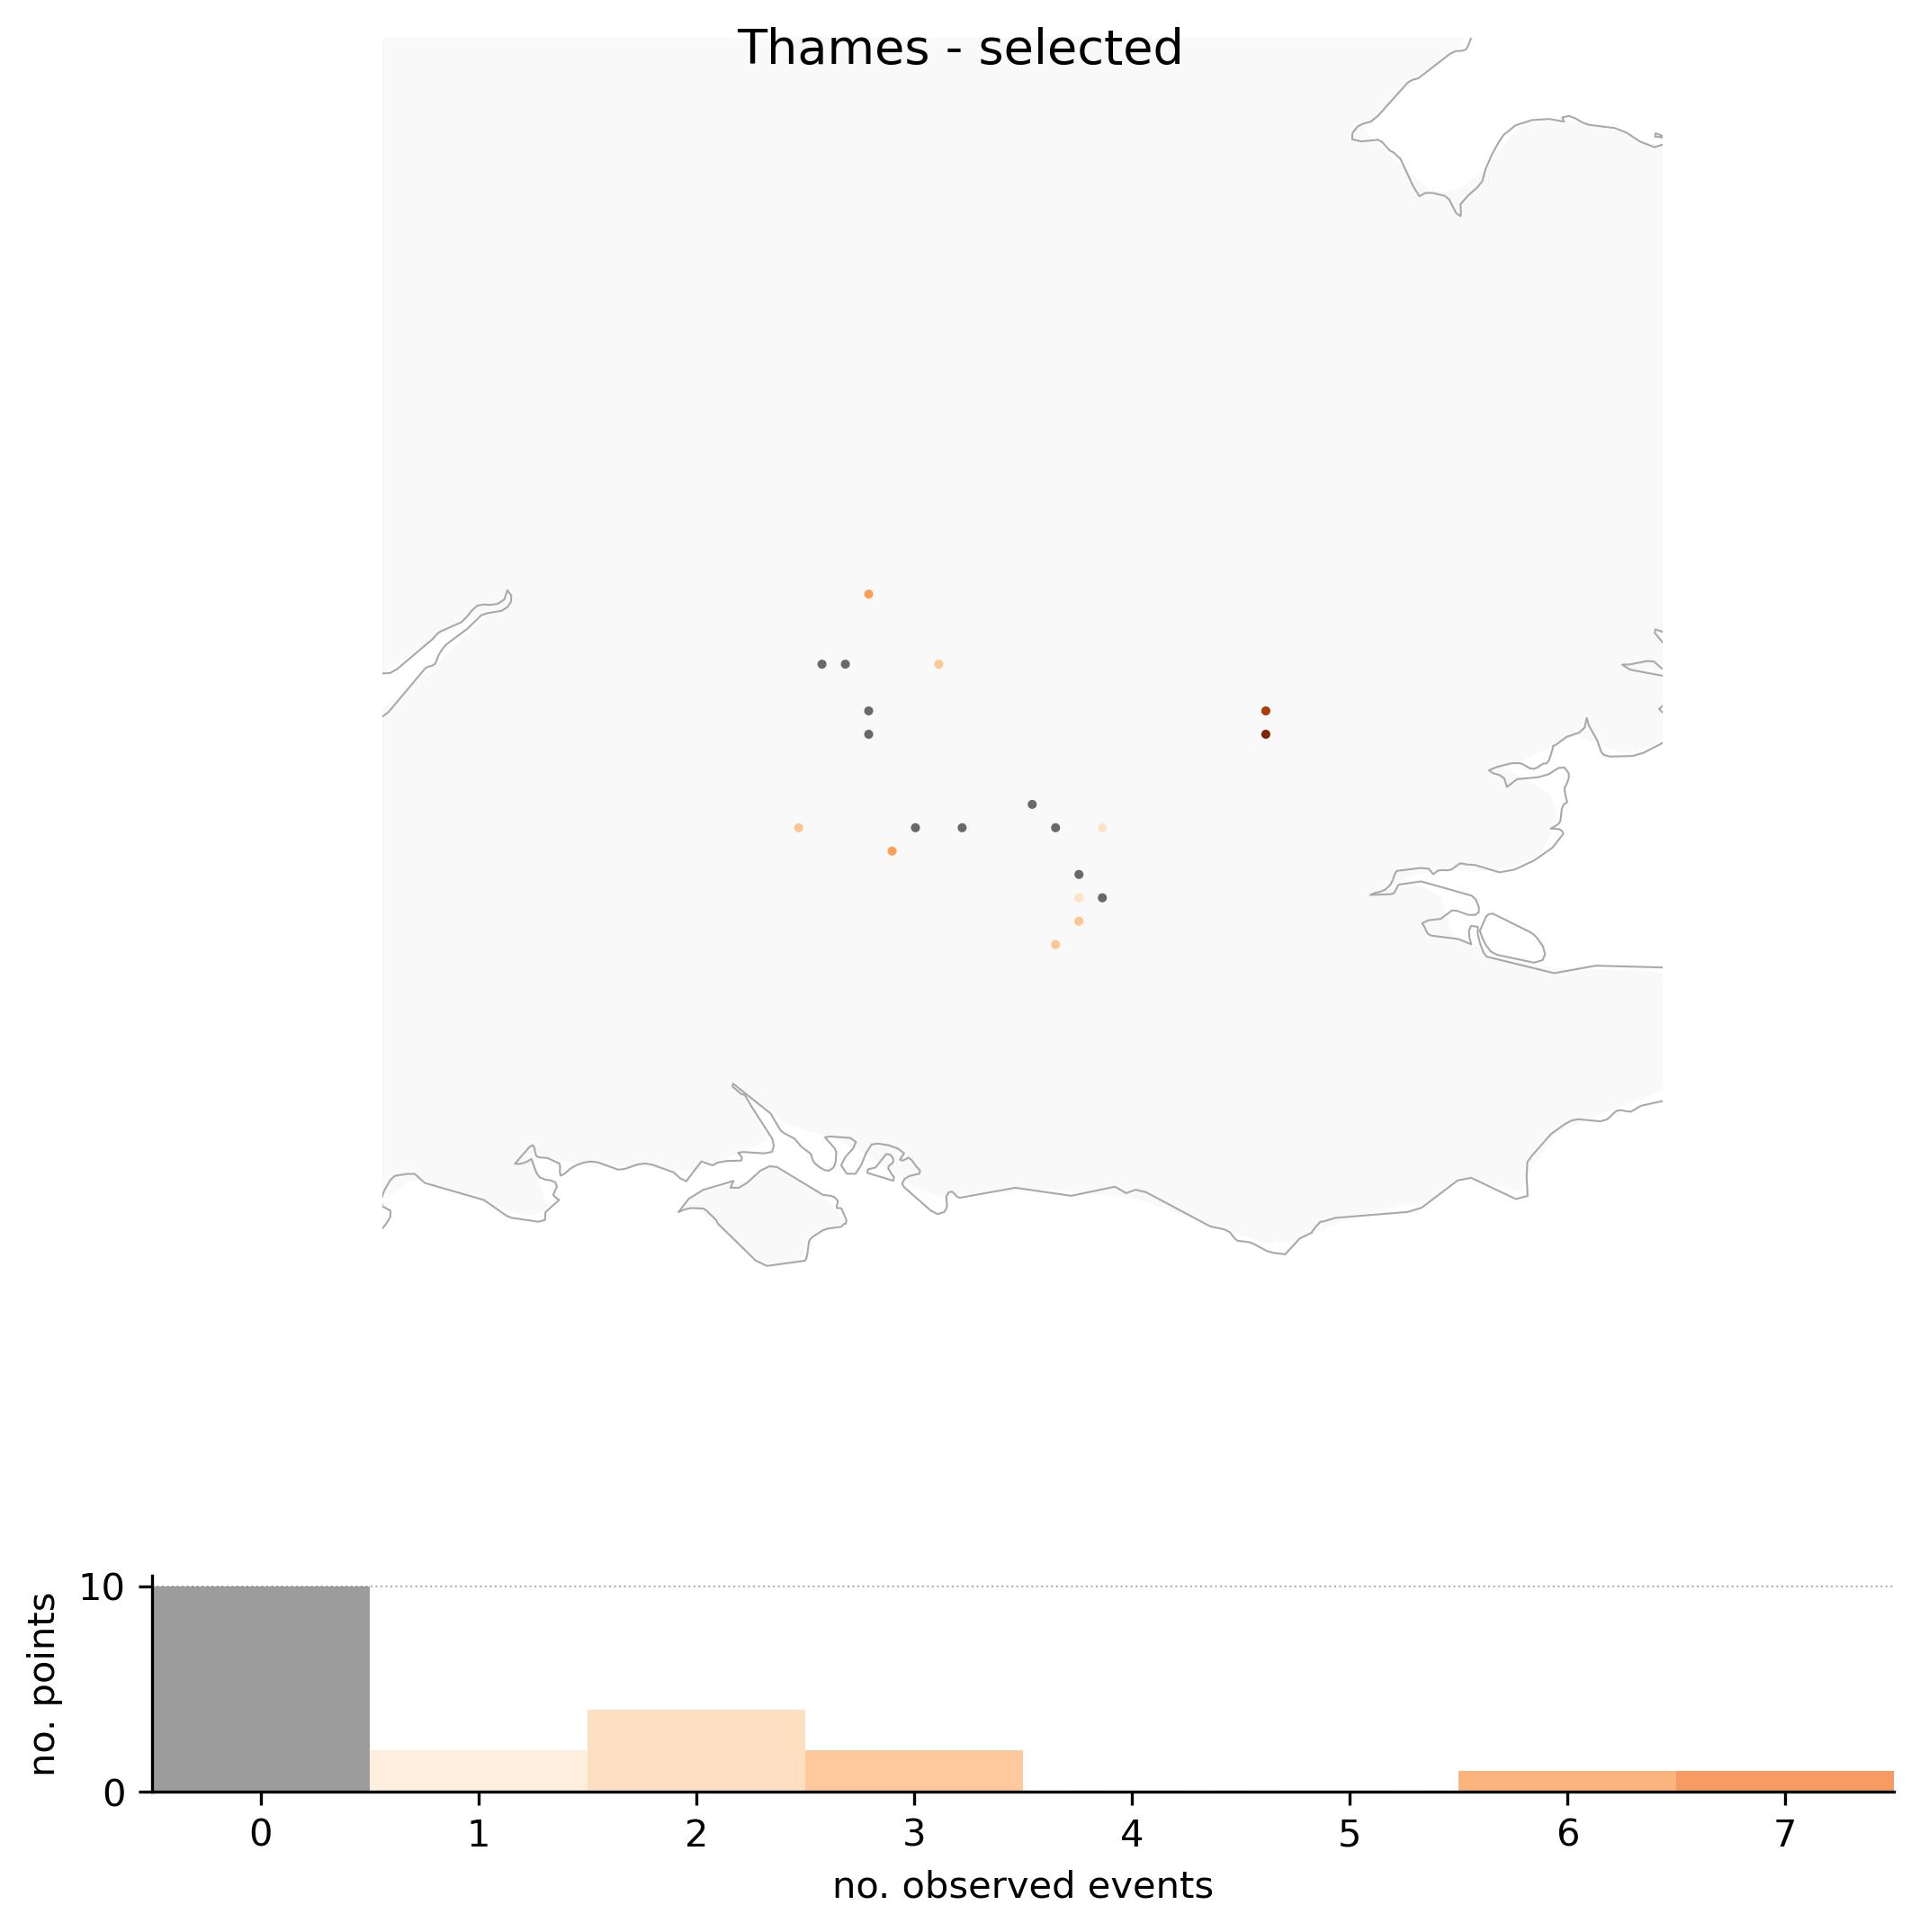 Thames - selected
10
0
no. points
0 1 2 3 4 5 6 7
no. observed events